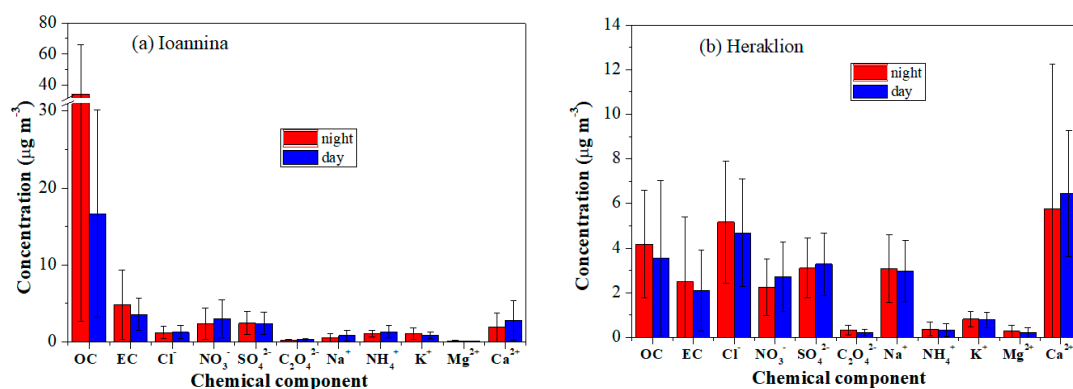 (a) Ioannina
Concentration (µg m⁻³)
80
60
40
30
20
10
0
night
day
OC EC Cl⁻ NO₃⁻ SO₄²⁻ C₂O₄²⁻ Na⁺ NH₄⁺ K⁺ Mg²⁺ Ca²⁺
Chemical component
(b) Heraklion
Concentration (µg m⁻³)
14
12
10
8
6
4
2
0
night
day
OC EC Cl⁻ NO₃⁻ SO₄²⁻ C₂O₄²⁻ Na⁺ NH₄⁺ K⁺ Mg²⁺ Ca²⁺
Chemical component